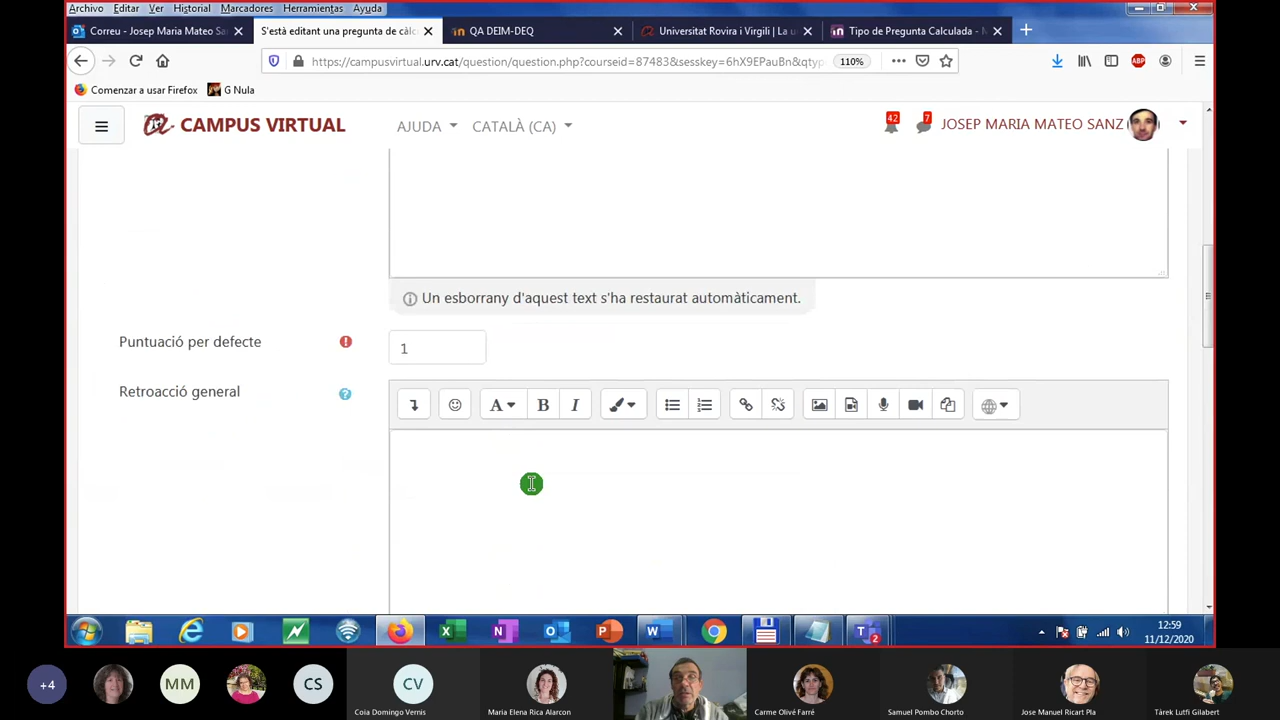 Archivo Editar Ver Historial Marcadores Herramientas Ayuda
Correu - Josep Maria Mateo Sa
S'està editant una pregunta de càlc
QA DEIM-DEQ
Universitat Rovira i Virgili | La u
Tipo de Pregunta Calculada - M
https://campusvirtual.urv.cat/question/question.php?courseid=87483&sesskey=6hX9EPauBn&qtyp
110%
ABP
Comenzar a usar Firefox
G Nula
CAMPUS VIRTUAL
AJUDA
CATALÀ (CA)
42
7
JOSEP MARIA MATEO SANZ
Un esborrany d'aquest text s'ha restaurat automàticament.
Puntuació per defecte
1
Retroacció general
A B I
12:59
11/12/2020
2
+4
MM
CS
CV
Coia Domingo Vernis
Maria Elena Rica Alarcon
Carme Olivé Farré
Samuel Pombo Chorto
Jose Manuel Ricart Pla
Tárek Lutfi Gilabert